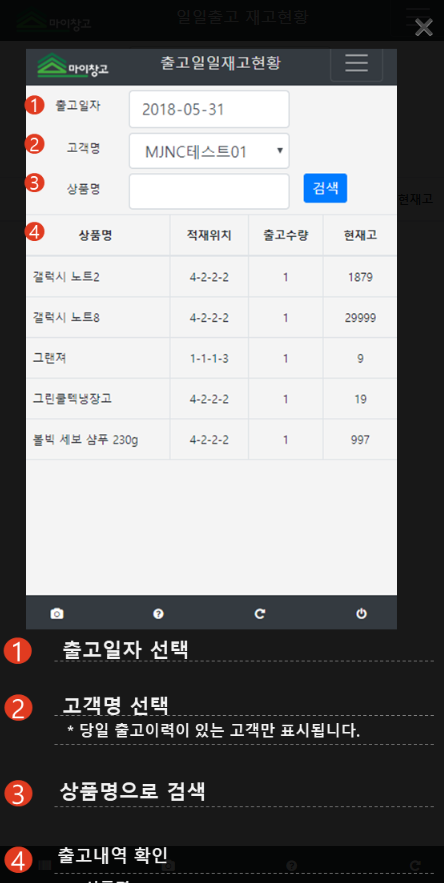 마이창고
일일출고 재고현황
마이창고
출고일일재고현황
1 출고일자 2018-05-31
2 고객명 MJNC테스트01
3 상품명 검색
현재고
4 상품명 적재위치 출고수량 현재고
갤럭시 노트2 4-2-2-2 1 1879
갤럭시 노트8 4-2-2-2 1 29999
그랜져 1-1-1-3 1 9
그린쿨텍냉장고 4-2-2-2 1 19
볼빅 세보 샴푸 230g 4-2-2-2 1 997
1 출고일자 선택
2 고객명 선택
* 당일 출고이력이 있는 고객만 표시됩니다.
3 상품명으로 검색
4 출고내역 확인